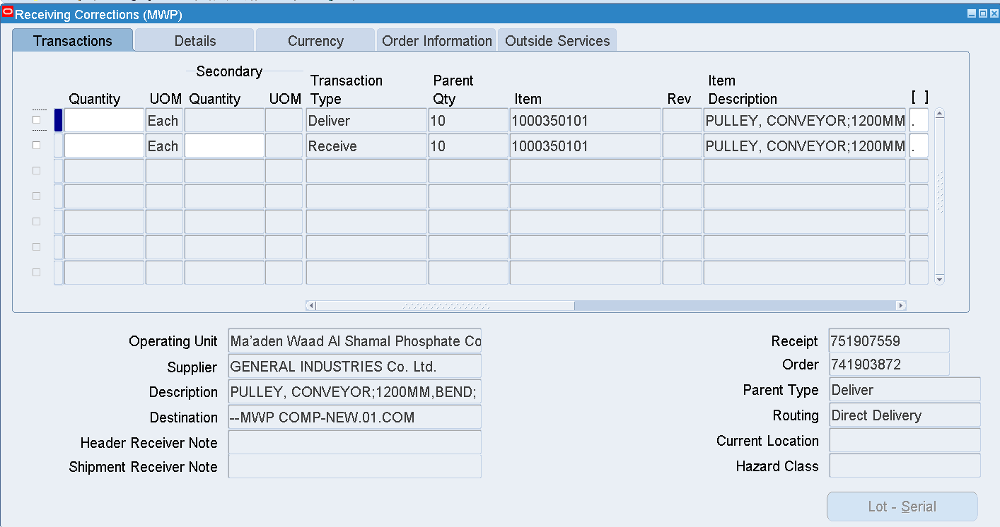 Receiving Corrections (MWP)
Transactions Details Currency Order Information Outside Services
Secondary
Transaction Parent Item
Quantity UOM Quantity UOM Type Qty Item Rev Description [ ]
Each Deliver 10 1000350101 PULLEY, CONVEYOR;1200MM .
Each Receive 10 1000350101 PULLEY, CONVEYOR;1200MM .
Operating Unit Ma'aden Waad Al Shamal Phosphate Co
Supplier GENERAL INDUSTRIES Co. Ltd.
Description PULLEY, CONVEYOR;1200MM,BEND;
Destination --MWP COMP-NEW.01.COM
Header Receiver Note
Shipment Receiver Note
Receipt 751907559
Order 741903872
Parent Type Deliver
Routing Direct Delivery
Current Location
Hazard Class
Lot - Serial